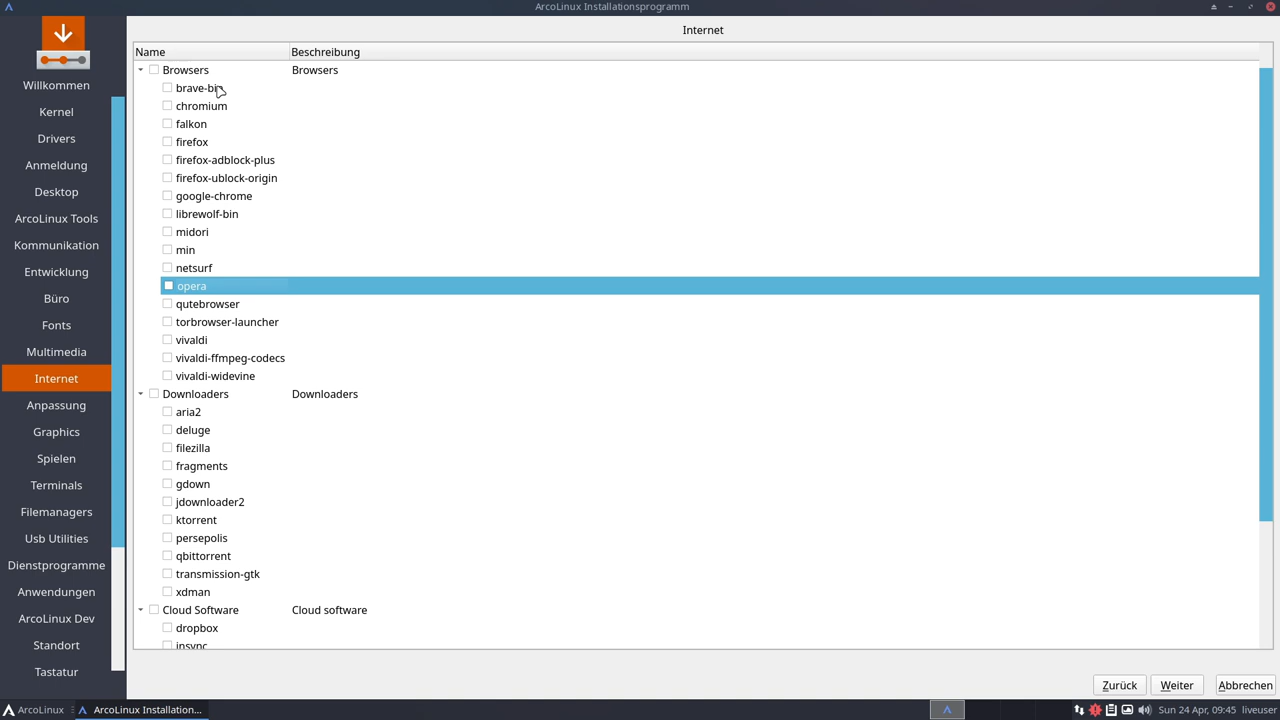 ArcoLinux Installationsprogramm
Willkommen
Kernel
Drivers
Anmeldung
Desktop
ArcoLinux Tools
Kommunikation
Entwicklung
Büro
Fonts
Multimedia
Internet
Anpassung
Graphics
Spielen
Terminals
Filemanagers
Usb Utilities
Dienstprogramme
Anwendungen
ArcoLinux Dev
Standort
Tastatur
Internet
Name Beschreibung
Browsers Browsers
brave-bin
chromium
falkon
firefox
firefox-adblock-plus
firefox-ublock-origin
google-chrome
librewolf-bin
midori
min
netsurf
opera
qutebrowser
torbrowser-launcher
vivaldi
vivaldi-ffmpeg-codecs
vivaldi-widevine
Downloaders Downloaders
aria2
deluge
filezilla
fragments
gdown
jdownloader2
ktorrent
persepolis
qbittorrent
transmission-gtk
xdman
Cloud Software Cloud software
dropbox
insync
Zurück Weiter Abbrechen
ArcoLinux ArcoLinux Installation... Sun 24 Apr, 09:45 liveuser